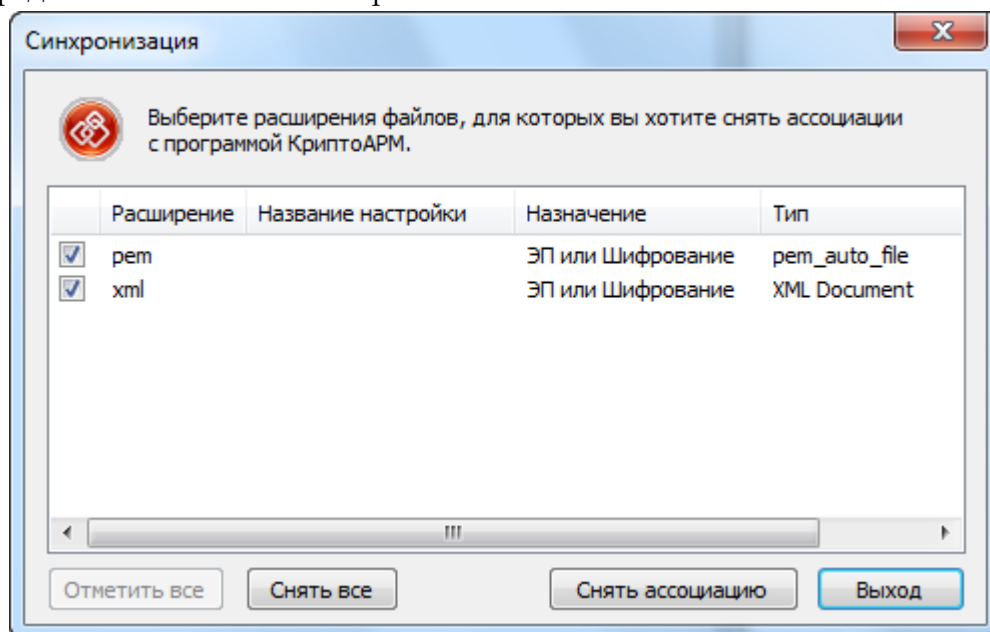 Синхронизация
Выберите расширения файлов, для которых вы хотите снять ассоциации
с программой КриптоАРМ.
Расширение Название настройки Назначение Тип
pem ЭП или Шифрование pem_auto_file
xml ЭП или Шифрование XML Document
Отметить все Снять все Снять ассоциацию Выход